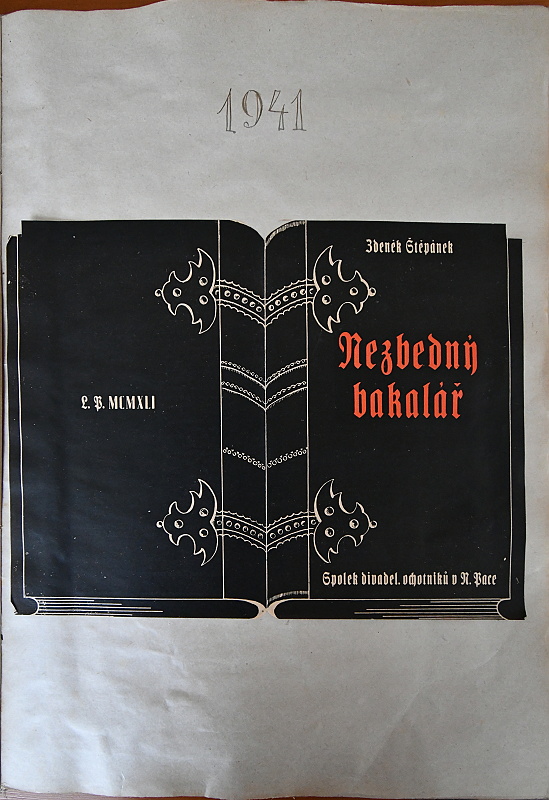 1941
Zdeněk Štěpánek
Nezbedný
bakalář
L. P. MCMXLI
Spolek divadel. ochotníků v N. Pace